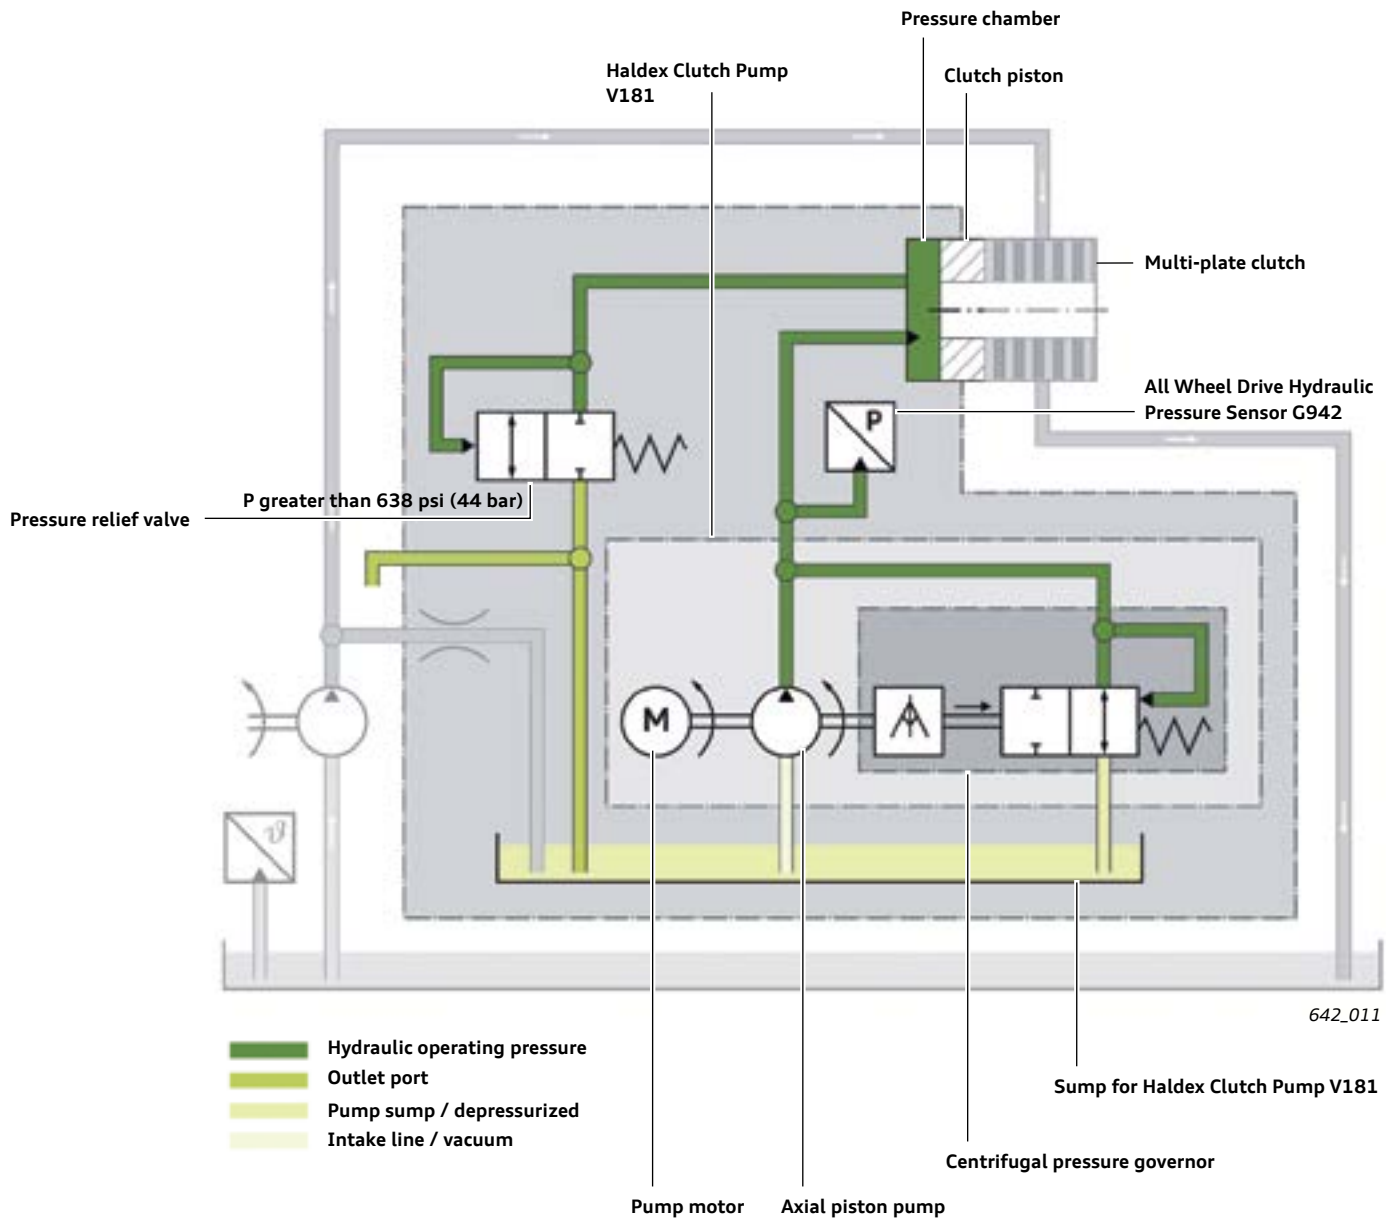 Pressure chamber
Haldex Clutch Pump
V181
Clutch piston
Multi-plate clutch
All Wheel Drive Hydraulic
Pressure Sensor G942
P
P greater than 638 psi (44 bar)
Pressure relief valve
M
ϑ
642_011
Hydraulic operating pressure
Outlet port
Pump sump / depressurized
Intake line / vacuum
Sump for Haldex Clutch Pump V181
Centrifugal pressure governor
Pump motor
Axial piston pump